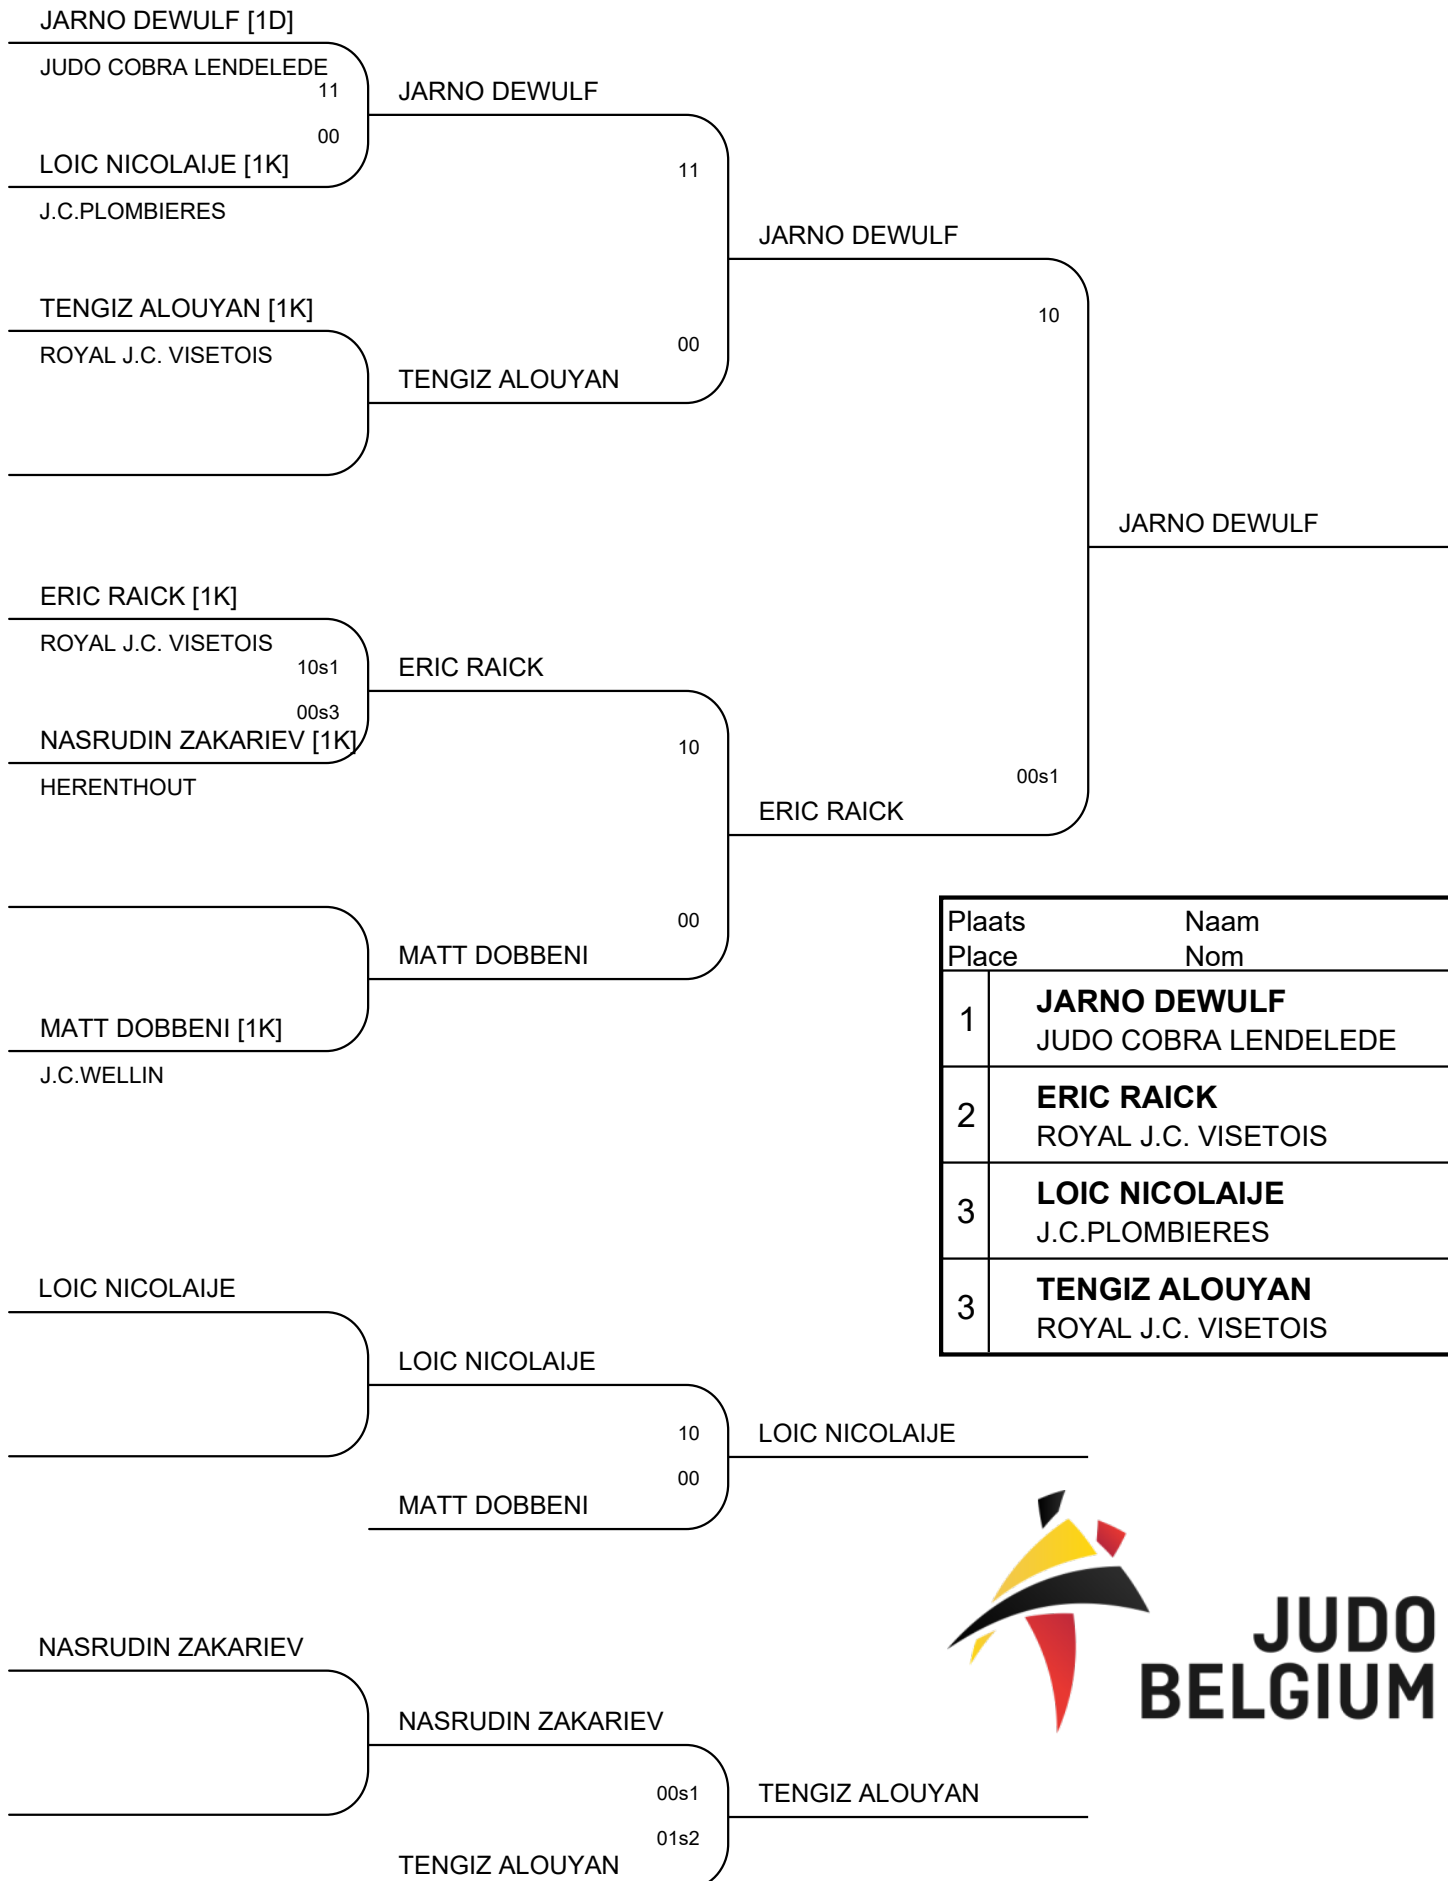 JARNO DEWULF [1D]
JUDO COBRA LENDELEDE
11
00
LOIC NICOLAIJE [1K]
J.C.PLOMBIERES
JARNO DEWULF
11
00
TENGIZ ALOUYAN [1K]
ROYAL J.C. VISETOIS
TENGIZ ALOUYAN
JARNO DEWULF
10
00s1
JARNO DEWULF
ERIC RAICK [1K]
ROYAL J.C. VISETOIS
10s1
00s3
NASRUDIN ZAKARIEV [1K]
HERENTHOUT
ERIC RAICK
10
00
ERIC RAICK
MATT DOBBENI
MATT DOBBENI [1K]
J.C.WELLIN
Plaats Naam
Place Nom
1 JARNO DEWULF
JUDO COBRA LENDELEDE
2 ERIC RAICK
ROYAL J.C. VISETOIS
3 LOIC NICOLAIJE
J.C.PLOMBIERES
3 TENGIZ ALOUYAN
ROYAL J.C. VISETOIS
LOIC NICOLAIJE
LOIC NICOLAIJE
10
00
MATT DOBBENI
LOIC NICOLAIJE
NASRUDIN ZAKARIEV
NASRUDIN ZAKARIEV
00s1
01s2
TENGIZ ALOUYAN
TENGIZ ALOUYAN
JUDO
BELGIUM